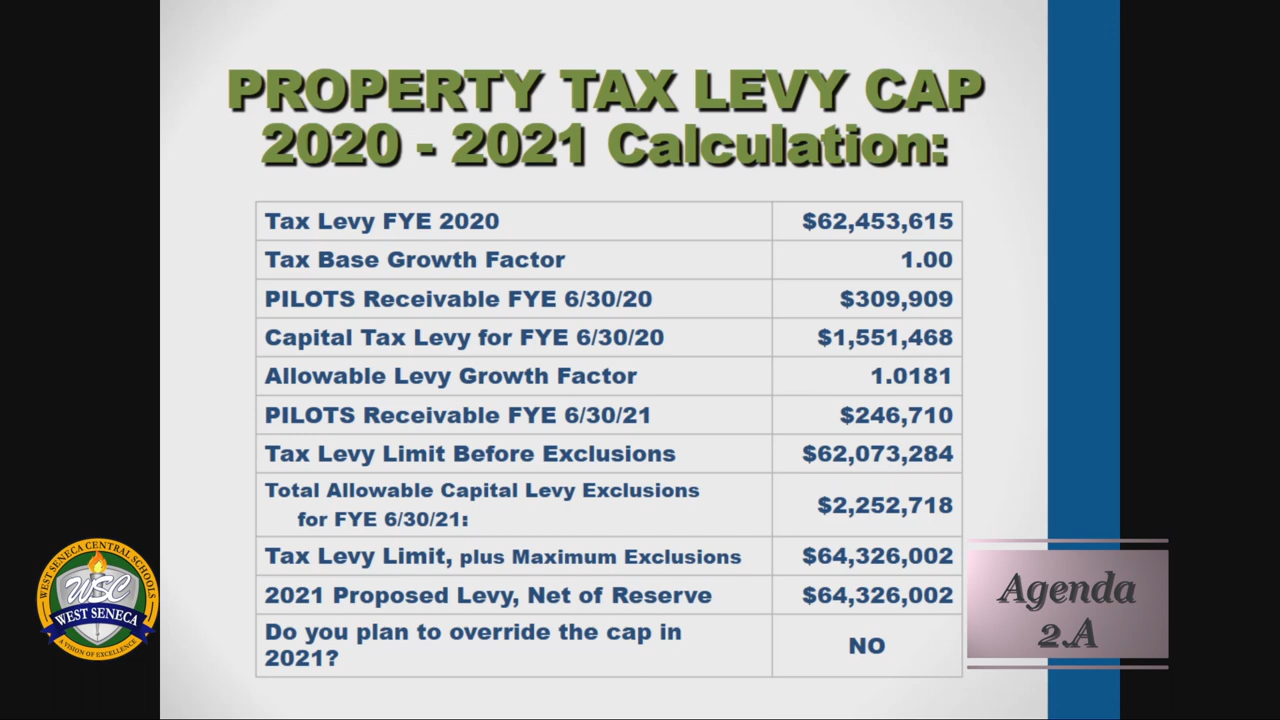 PROPERTY TAX LEVY CAP
2020 - 2021 Calculation:
Tax Levy FYE 2020 $62,453,615
Tax Base Growth Factor 1.00
PILOTS Receivable FYE 6/30/20 $309,909
Capital Tax Levy for FYE 6/30/20 $1,551,468
Allowable Levy Growth Factor 1.0181
PILOTS Receivable FYE 6/30/21 $246,710
Tax Levy Limit Before Exclusions $62,073,284
Total Allowable Capital Levy Exclusions
for FYE 6/30/21: $2,252,718
Tax Levy Limit, plus Maximum Exclusions $64,326,002
2021 Proposed Levy, Net of Reserve $64,326,002
Do you plan to override the cap in
2021? NO
WEST SENECA CENTRAL SCHOOLS
WSC
WEST SENECA
A VISION OF EXCELLENCE
Agenda
2.A